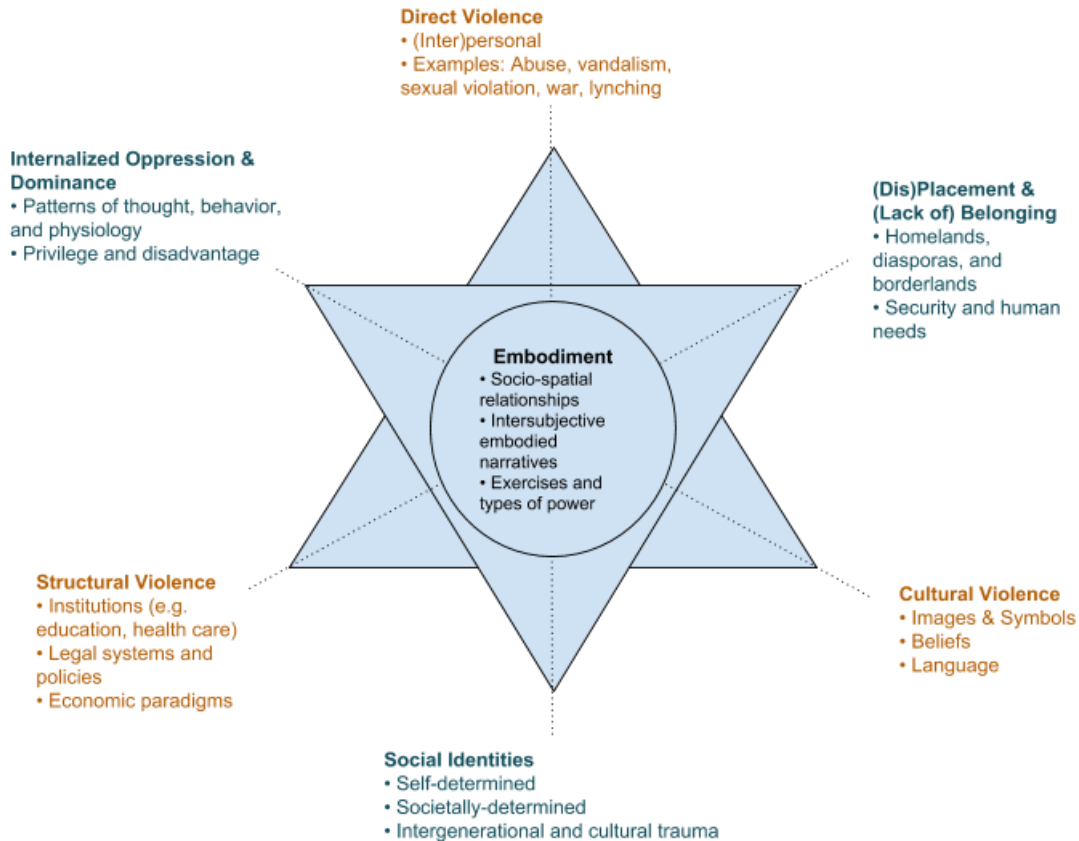 Direct Violence
• (Inter)personal
• Examples: Abuse, vandalism,
sexual violation, war, lynching
Internalized Oppression &
Dominance
• Patterns of thought, behavior,
and physiology
• Privilege and disadvantage
(Dis)Placement &
(Lack of) Belonging
• Homelands,
diasporas, and
borderlands
• Security and human
needs
Embodiment
• Socio-spatial
relationships
• Intersubjective
embodied
narratives
• Exercises and
types of power
Structural Violence
• Institutions (e.g.
education, health care)
• Legal systems and
policies
• Economic paradigms
Cultural Violence
• Images & Symbols
• Beliefs
• Language
Social Identities
• Self-determined
• Societally-determined
• Intergenerational and cultural trauma